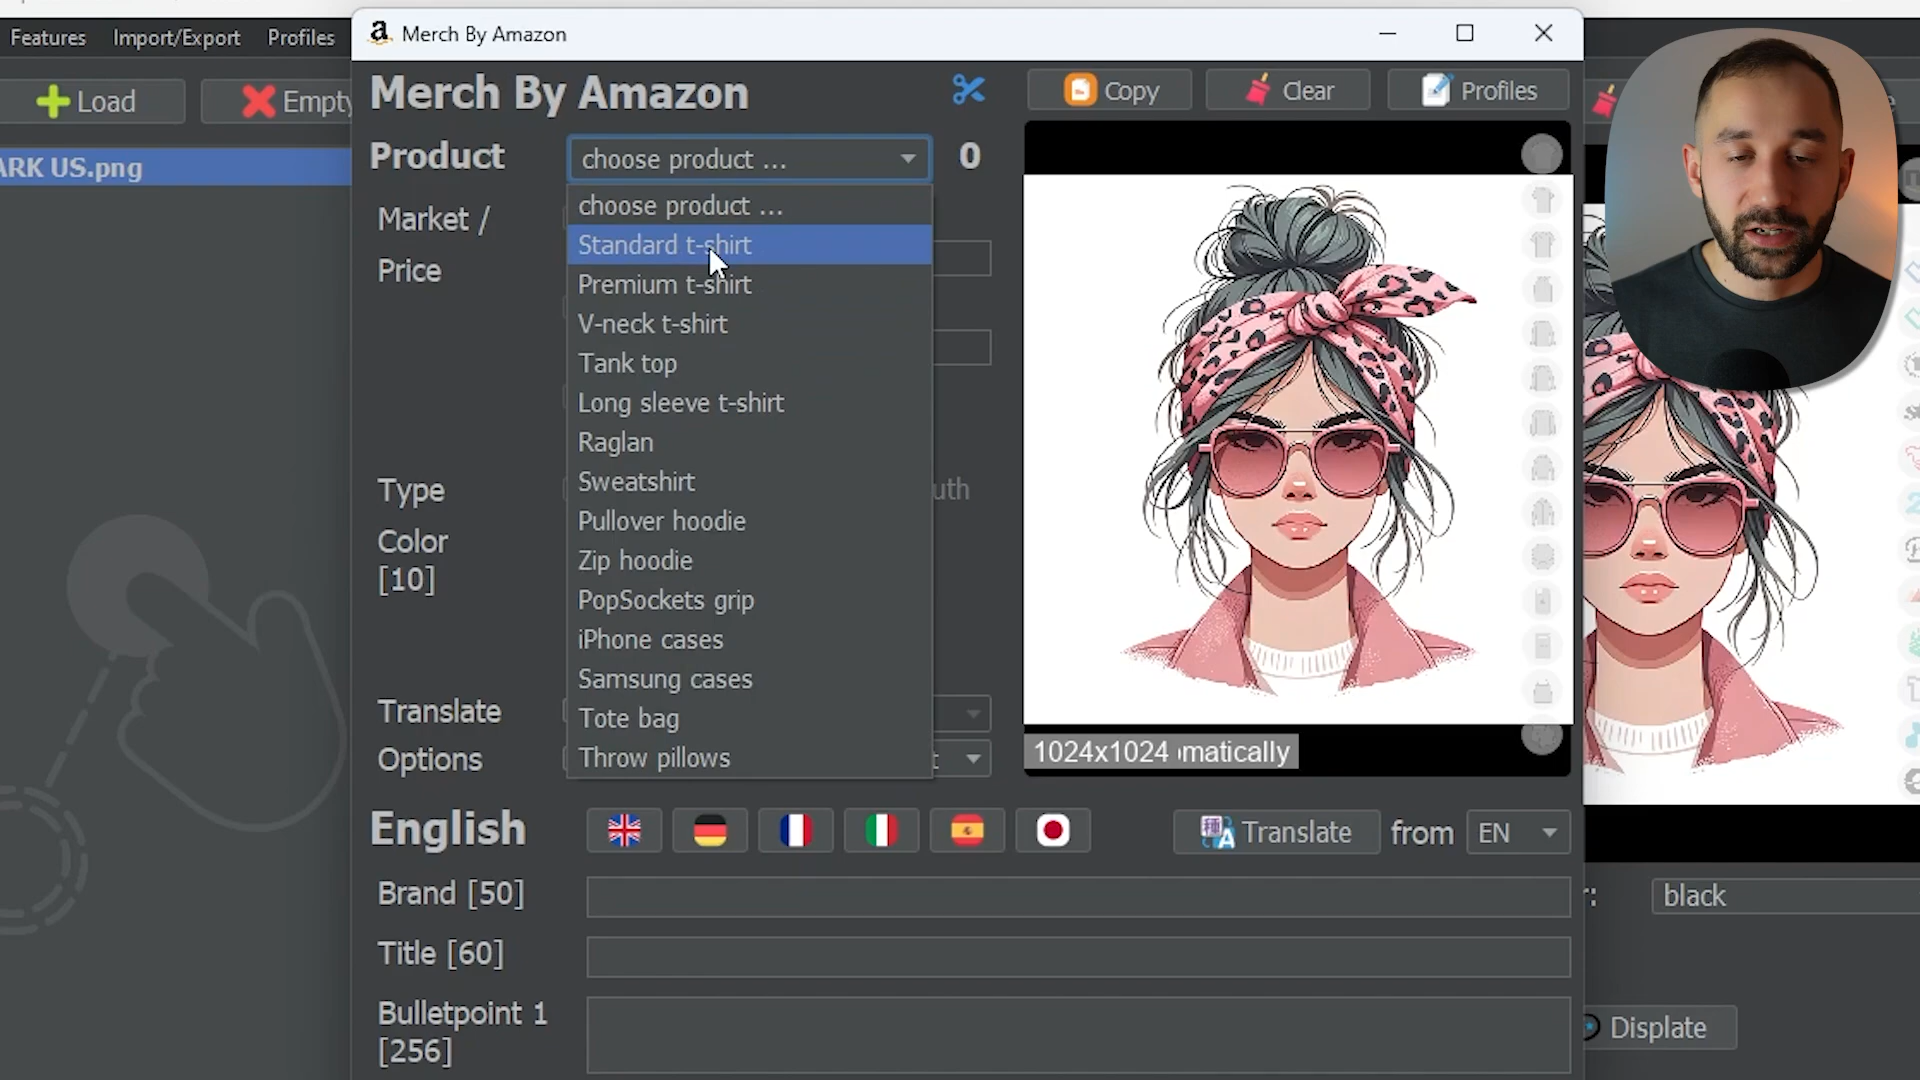 Merch By Amazon
Features Import/Export Profiles
Load
Empty
ARK US.png
Merch By Amazon
Copy
Clear
Profiles
Product
choose product ...
0
Market /
Price
choose product ...
Standard t-shirt
Premium t-shirt
V-neck t-shirt
Tank top
Long sleeve t-shirt
Raglan
Sweatshirt
Pullover hoodie
Zip hoodie
PopSockets grip
iPhone cases
Samsung cases
Tote bag
Throw pillows
Type
uth
Color
[10]
Translate
Options
1024x1024
matically
English
Translate from EN
Brand [50]
Title [60]
Bulletpoint 1
[256]
black
Displate